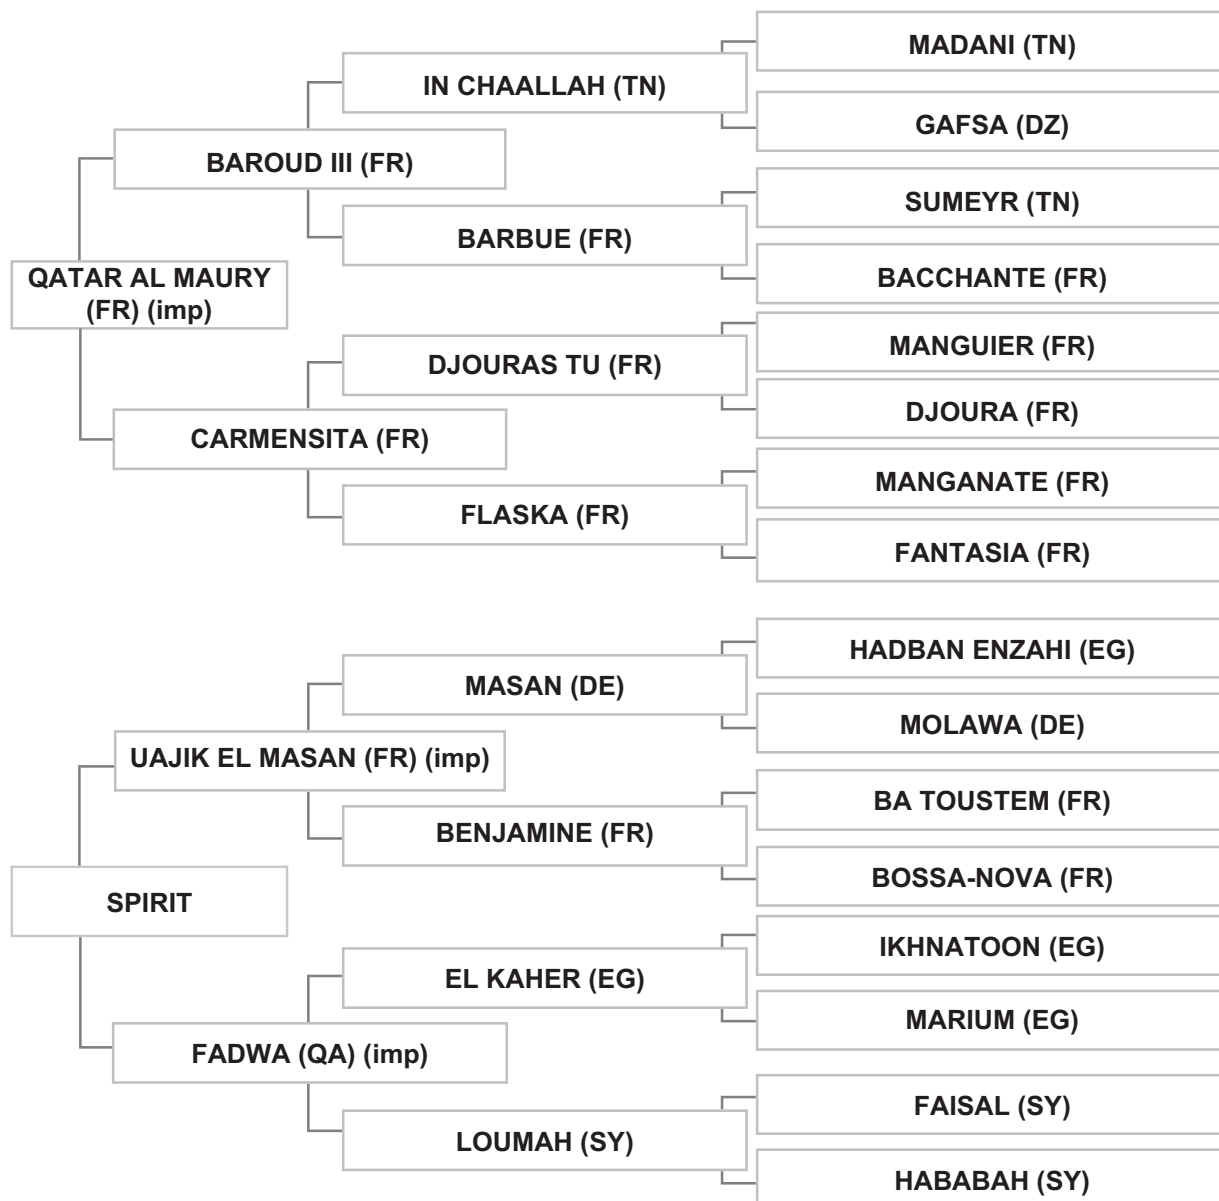 MADANI (TN)
IN CHAALLAH (TN)
GAFSA (DZ)
BAROUD III (FR)
SUMEYR (TN)
BARBUE (FR)
BACCHANTE (FR)
QATAR AL MAURY
(FR) (imp)
MANGUIER (FR)
DJOURAS TU (FR)
DJOURA (FR)
CARMENSITA (FR)
MANGANATE (FR)
FLASKA (FR)
FANTASIA (FR)
HADBAN ENZAHI (EG)
MASAN (DE)
MOLAWA (DE)
UAJIK EL MASAN (FR) (imp)
BA TOUSTEM (FR)
BENJAMINE (FR)
BOSSA-NOVA (FR)
SPIRIT
IKHNATOON (EG)
EL KAHER (EG)
MARIUM (EG)
FADWA (QA) (imp)
FAISAL (SY)
LOUMAH (SY)
HABABAH (SY)